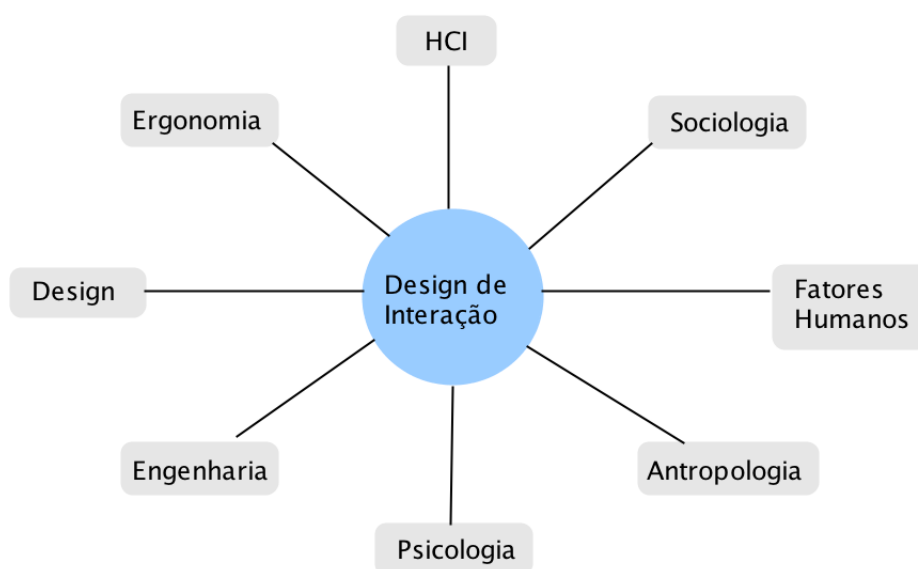 HCI
Ergonomia
Sociologia
Design
Design de
Interação
Fatores
Humanos
Engenharia
Antropologia
Psicologia